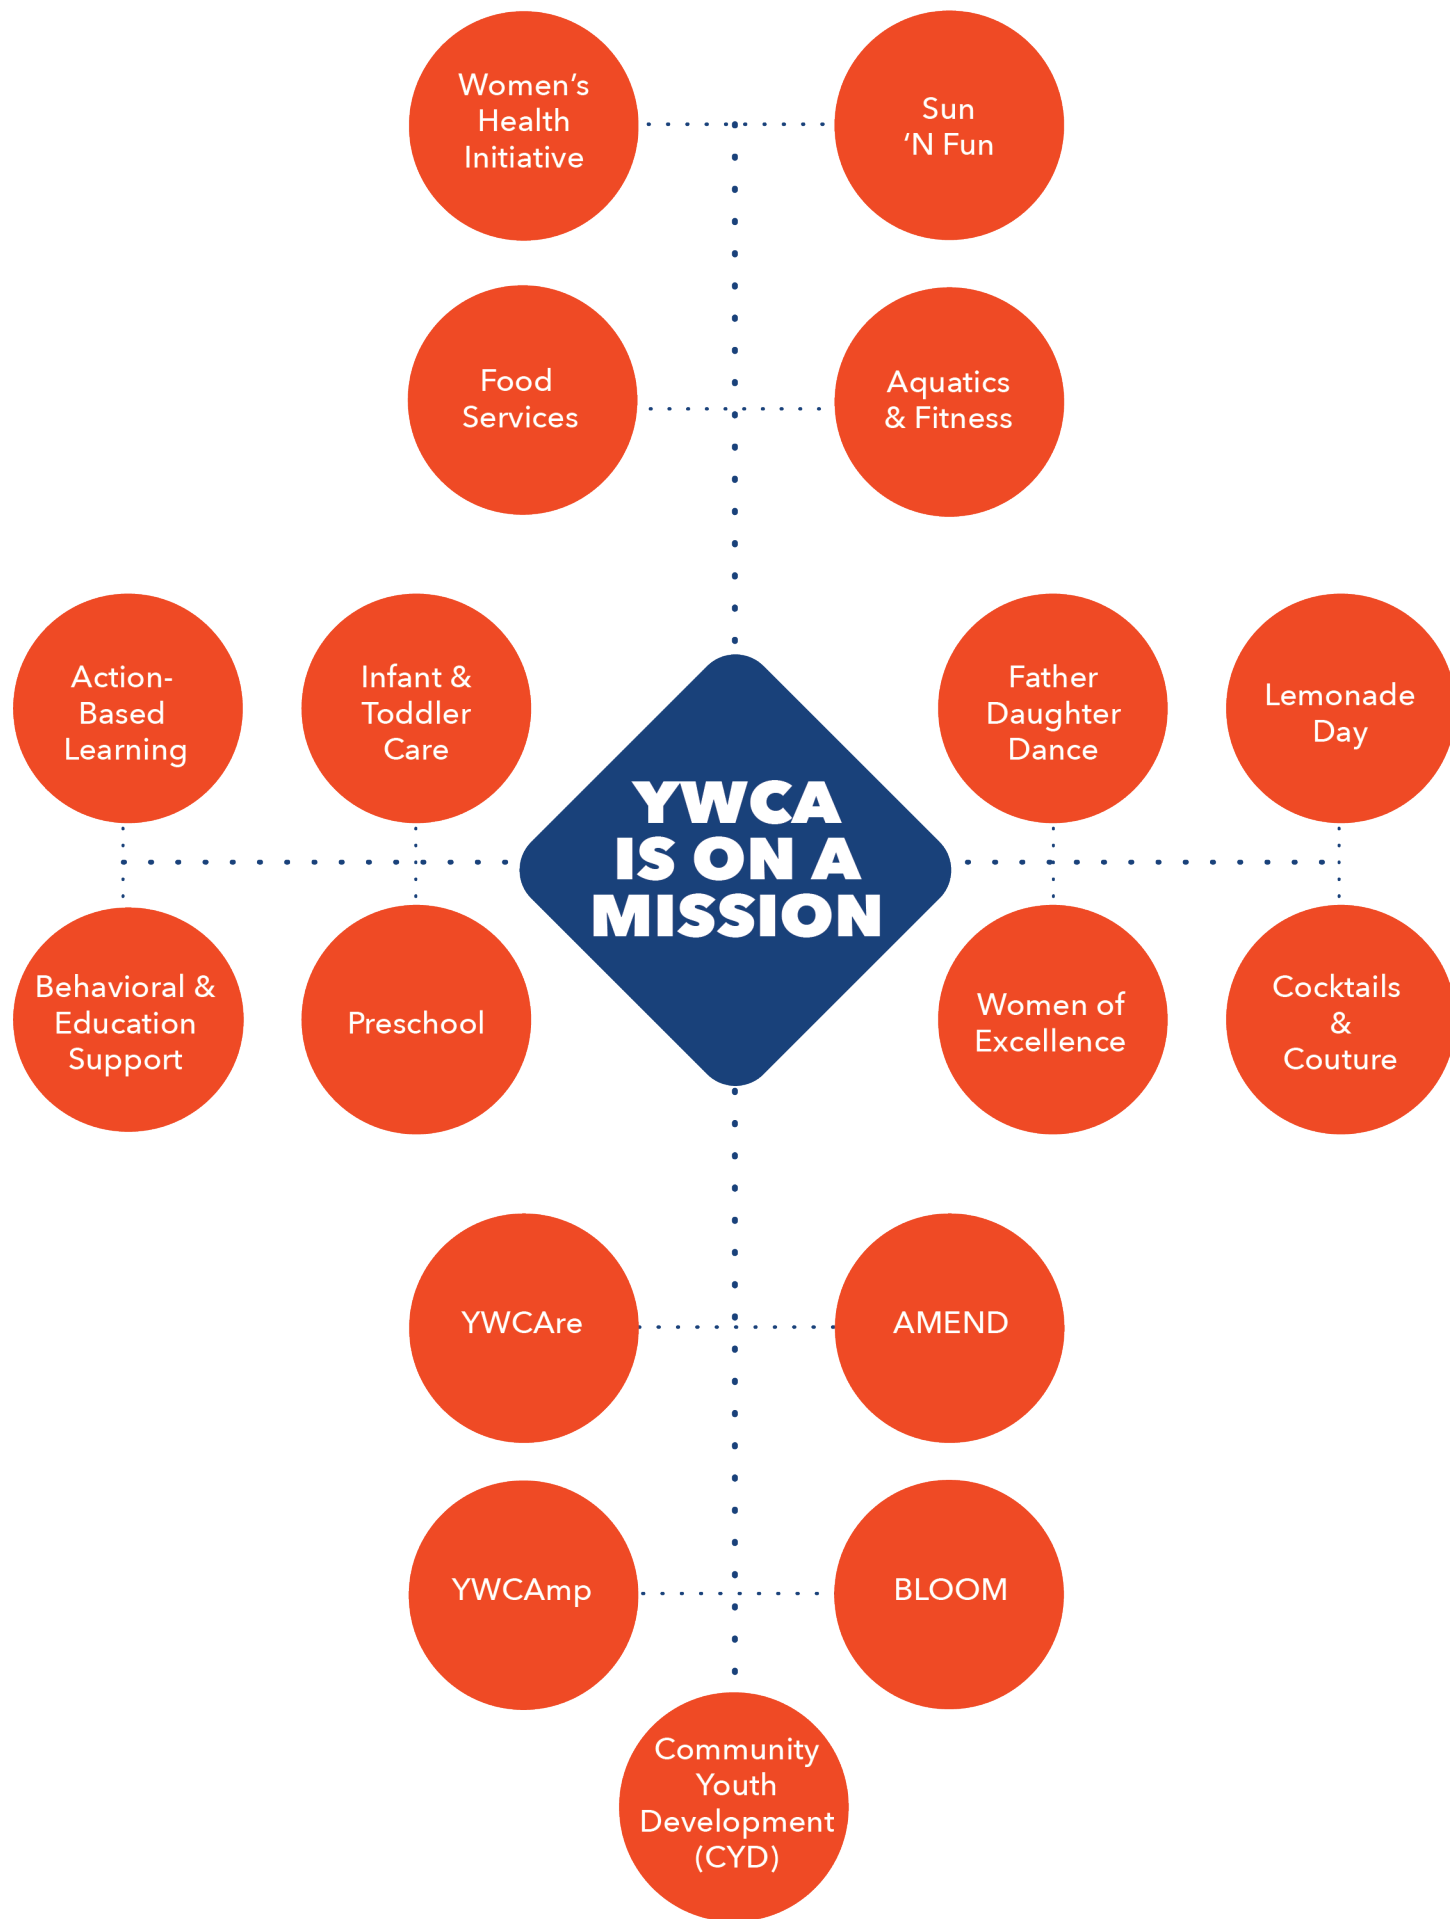 Women’s
Health
Initiative
Sun
‘N Fun
Food
Services
Aquatics
& Fitness
Action-
Based
Learning
Infant &
Toddler
Care
Father
Daughter
Dance
Lemonade
Day
YWCA
IS ON A
MISSION
Behavioral &
Education
Support
Preschool
Women of
Excellence
Cocktails
&
Couture
YWCAre
AMEND
YWCAmp
BLOOM
Community
Youth
Development
(CYD)